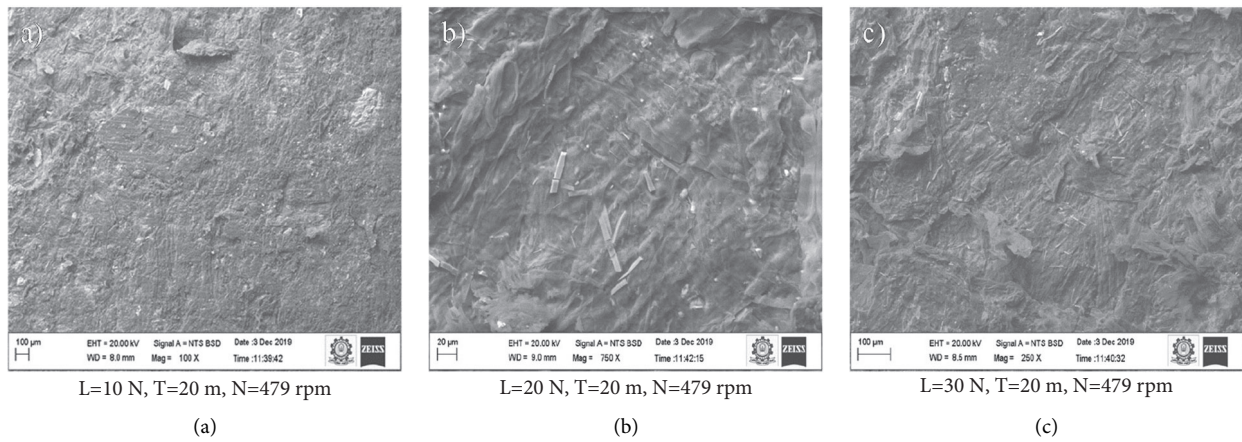 a)
100 µm
EHT = 20.00 kV
WD = 8.0 mm
Signal A = NTS BSD
Mag = 100 X
Date :3 Dec 2019
Time :11:39:42
ZEISS
L=10 N, T=20 m, N=479 rpm
(a)
b)
20 µm
EHT = 20.00 kV
WD = 9.0 mm
Signal A = NTS BSD
Mag = 750 X
Date :3 Dec 2019
Time :11:42:15
ZEISS
L=20 N, T=20 m, N=479 rpm
(b)
c)
100 µm
EHT = 20.00 kV
WD = 8.5 mm
Signal A = NTS BSD
Mag = 250 X
Date :3 Dec 2019
Time :11:40:32
ZEISS
L=30 N, T=20 m, N=479 rpm
(c)